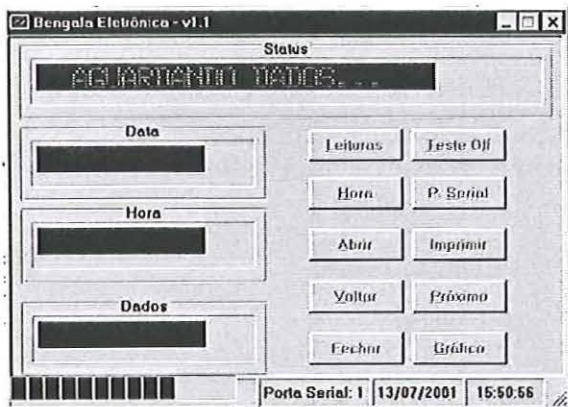 Bengala Eletrônica - v1.1
Status
AGUARDANDO DADOS...
Data
Leituras Teste Off
Hora P. Serial
Hora
Abrir Imprimir
Voltar Próximo
Dados
Fechar Gráfico
Porta Serial: 1 13/07/2001 15:50:56